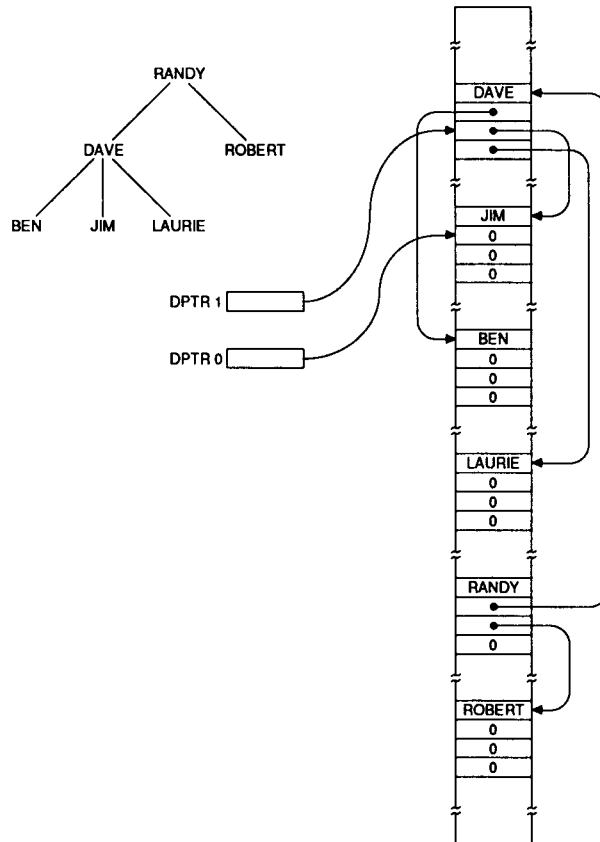 RANDY
DAVE ROBERT
BEN JIM LAURIE
DPTR 1
DPTR 0
DAVE
JIM
0
0
0
BEN
0
0
0
LAURIE
0
0
0
RANDY
0
ROBERT
0
0
0